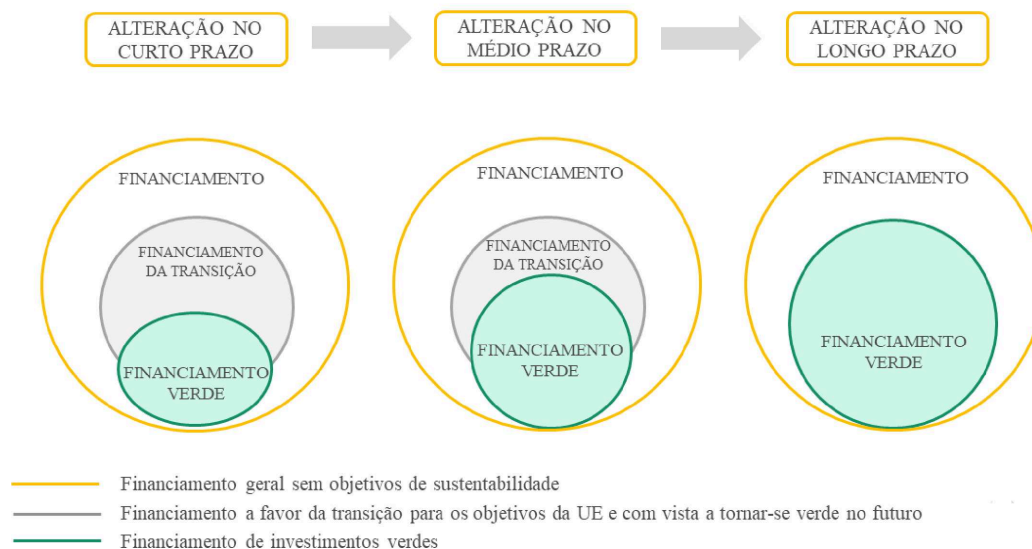 ALTERAÇÃO NO
CURTO PRAZO
ALTERAÇÃO NO
MÉDIO PRAZO
ALTERAÇÃO NO
LONGO PRAZO
FINANCIAMENTO
FINANCIAMENTO
DA TRANSIÇÃO
FINANCIAMENTO
VERDE
FINANCIAMENTO
FINANCIAMENTO
DA TRANSIÇÃO
FINANCIAMENTO
VERDE
FINANCIAMENTO
FINANCIAMENTO
VERDE
Financiamento geral sem objetivos de sustentabilidade
Financiamento a favor da transição para os objetivos da UE e com vista a tornar-se verde no futuro
Financiamento de investimentos verdes